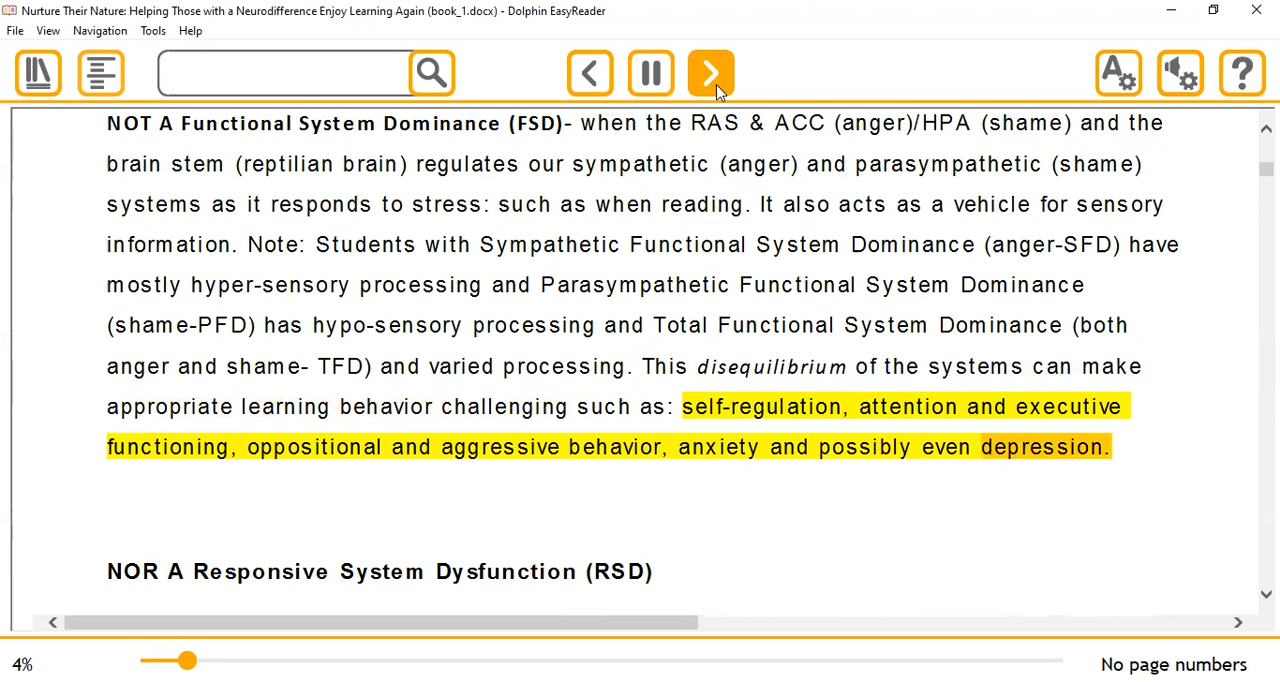 Nurture Their Nature: Helping Those with a Neurodifference Enjoy Learning Again (book_1.docx) - Dolphin EasyReader
File View Navigation Tools Help
NOT A Functional System Dominance (FSD)- when the RAS & ACC (anger)/HPA (shame) and the
brain stem (reptilian brain) regulates our sympathetic (anger) and parasympathetic (shame)
systems as it responds to stress: such as when reading. It also acts as a vehicle for sensory
information. Note: Students with Sympathetic Functional System Dominance (anger-SFD) have
mostly hyper-sensory processing and Parasympathetic Functional System Dominance
(shame-PFD) has hypo-sensory processing and Total Functional System Dominance (both
anger and shame- TFD) and varied processing. This disequilibrium of the systems can make
appropriate learning behavior challenging such as: self-regulation, attention and executive
functioning, oppositional and aggressive behavior, anxiety and possibly even depression.
NOR A Responsive System Dysfunction (RSD)
4%
No page numbers